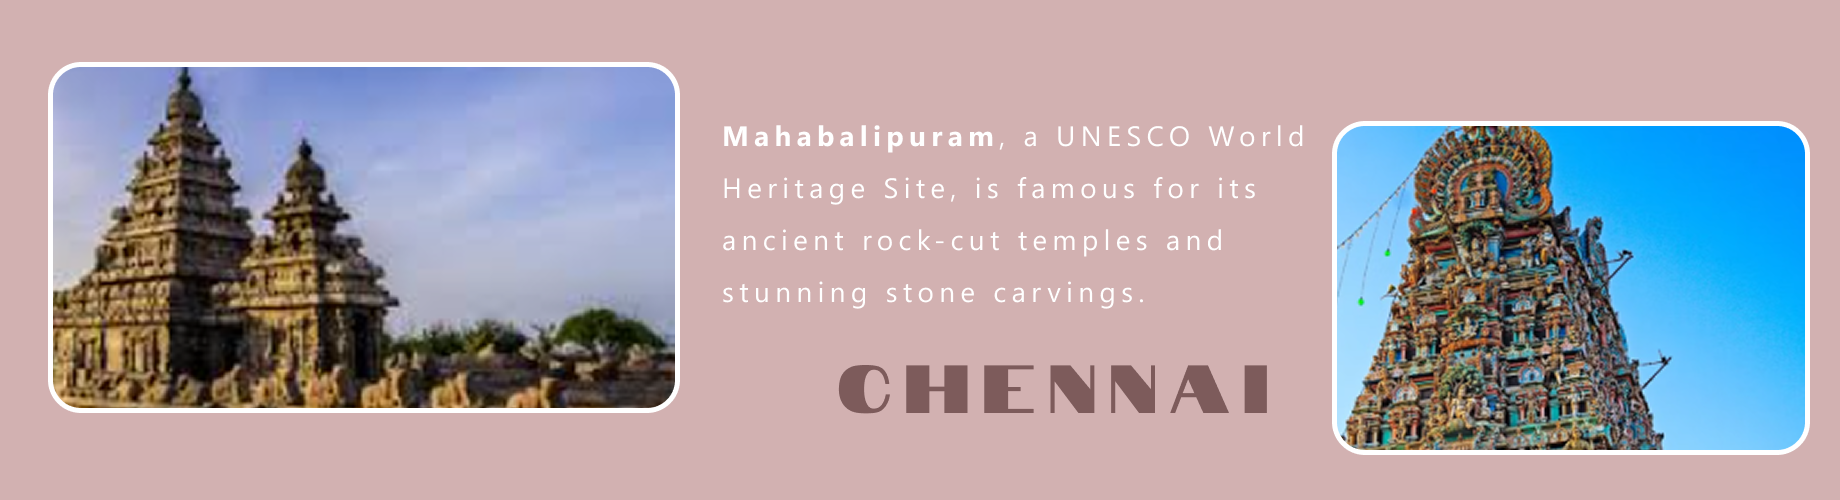 Mahabalipuram, a UNESCO World
Heritage Site, is famous for its
ancient rock-cut temples and
stunning stone carvings.
CHENNAI